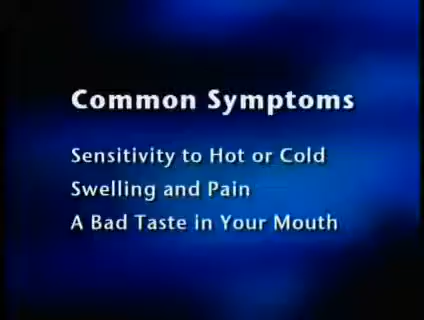 Common Symptoms
Sensitivity to Hot or Cold
Swelling and Pain
A Bad Taste in Your Mouth